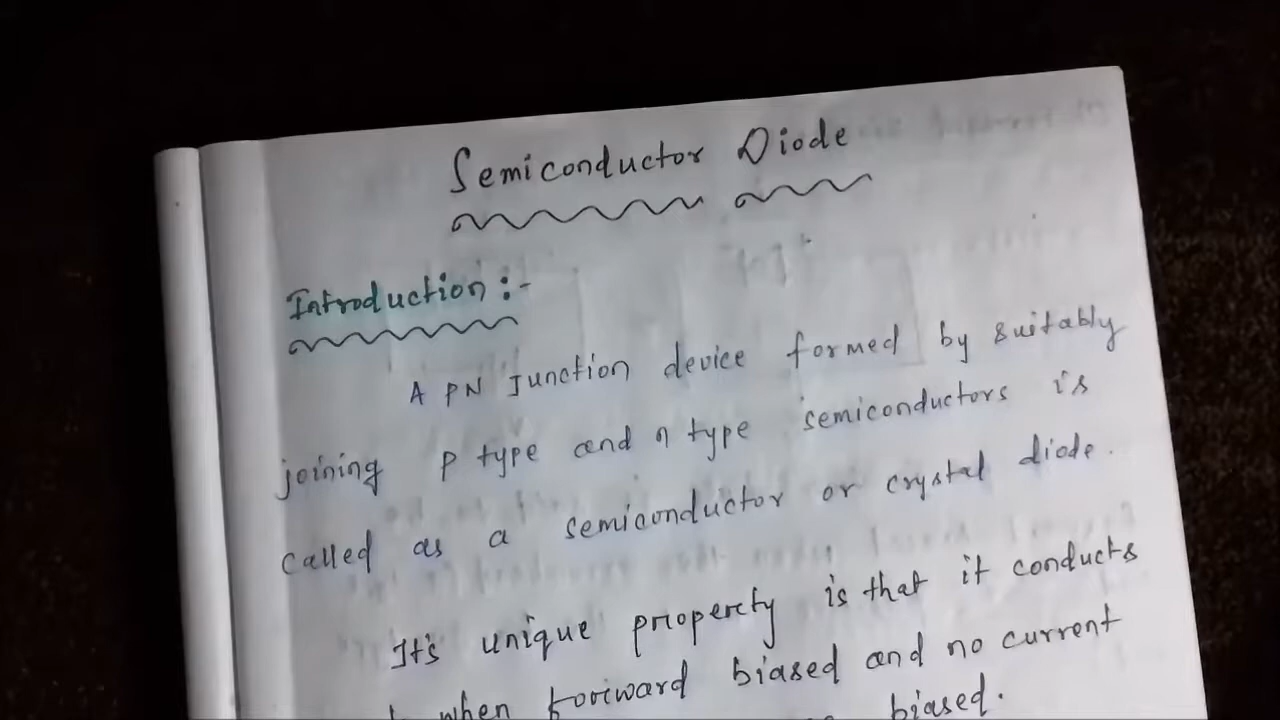 Semiconductor Diode
Introduction :-
A PN Junction device formed by suitably
joining p type and n type semiconductors is
called as a semiconductor or crystal diode.
It's unique property is that it conducts
when forward biased and no current
biased.